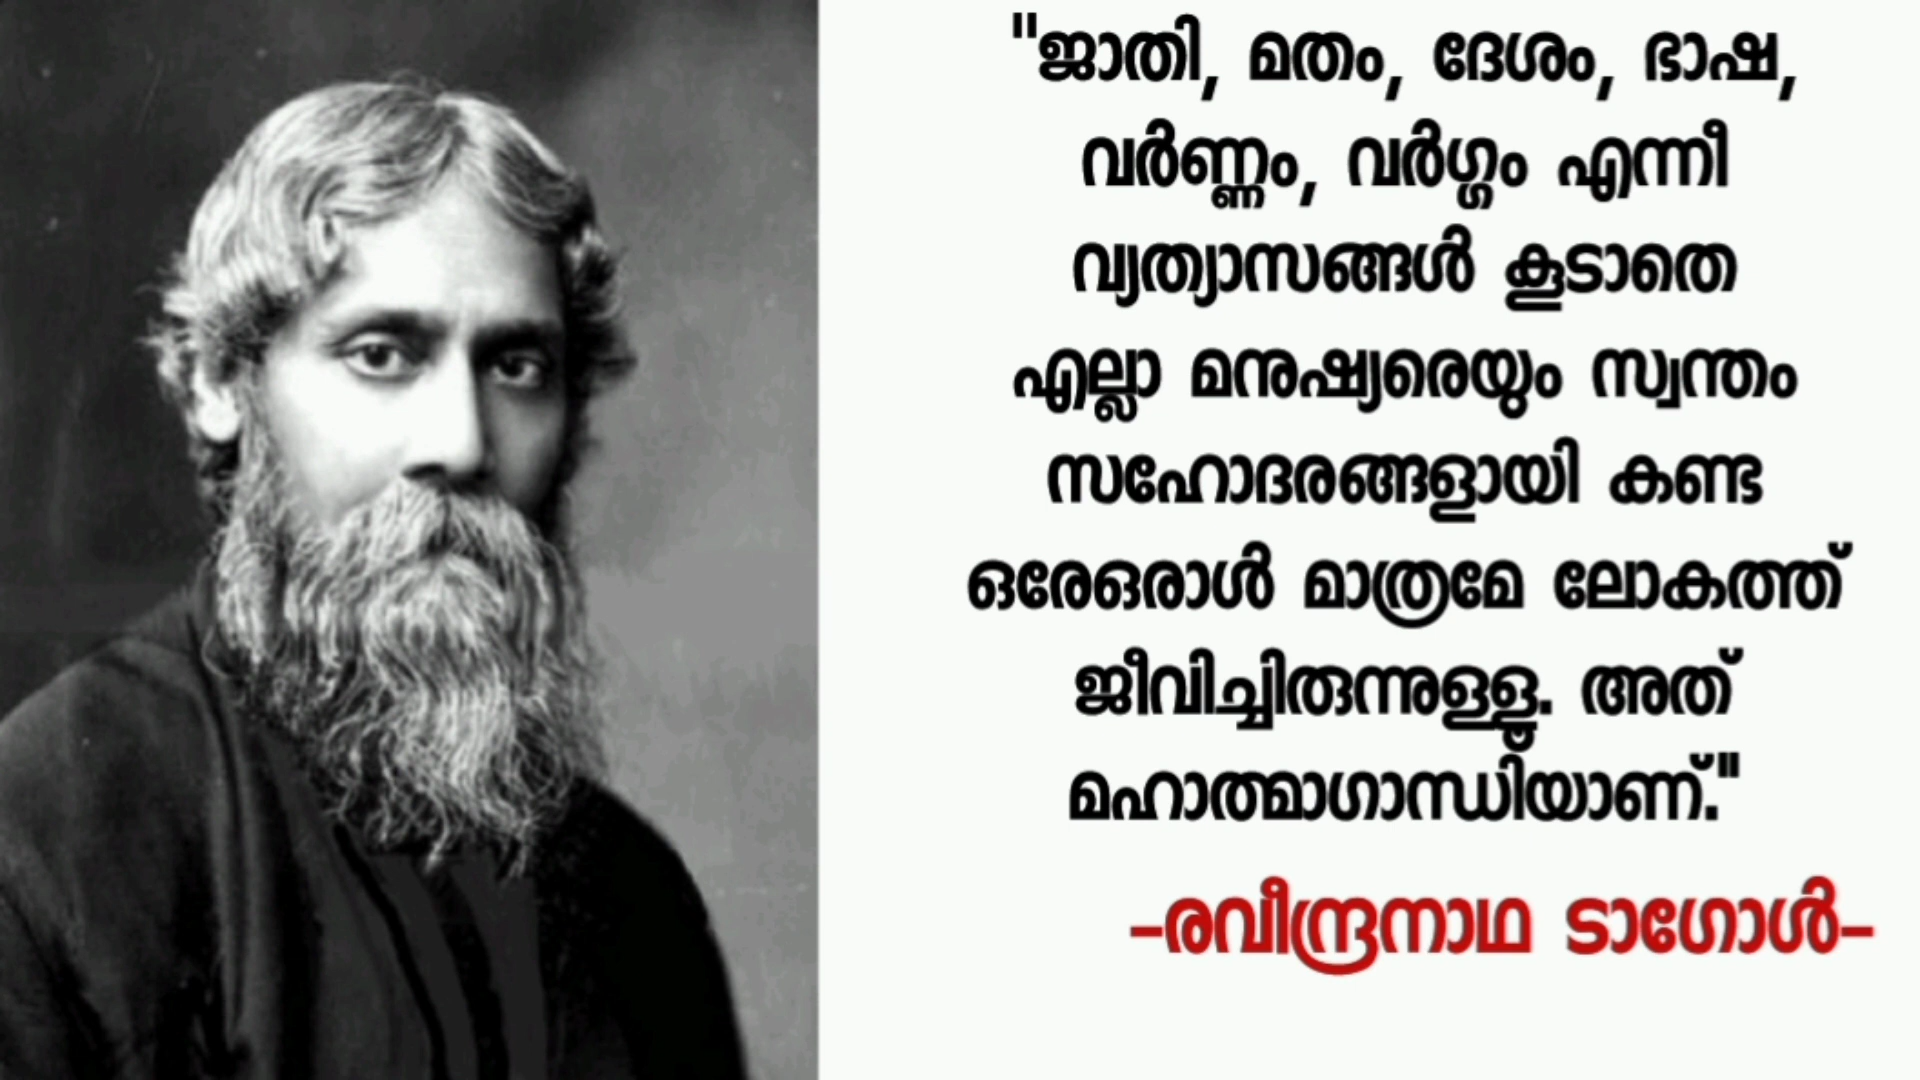 "ജാതി, മതം, ദേശം, ഭാഷ,
വർണ്ണം, വർഗ്ഗം എന്നീ
വ്യത്യാസങ്ങൾ കൂടാതെ
എല്ലാ മനുഷ്യരെയും സ്വന്തം
സഹോദരങ്ങളായി കണ്ട
ഒരേഒരാൾ മാത്രമേ ലോകത്ത്
ജീവിച്ചിരുന്നുള്ളൂ. അത്
മഹാത്മാഗാന്ധിയാണ്."
–രവീന്ദ്രനാഥ ടാഗോൾ–